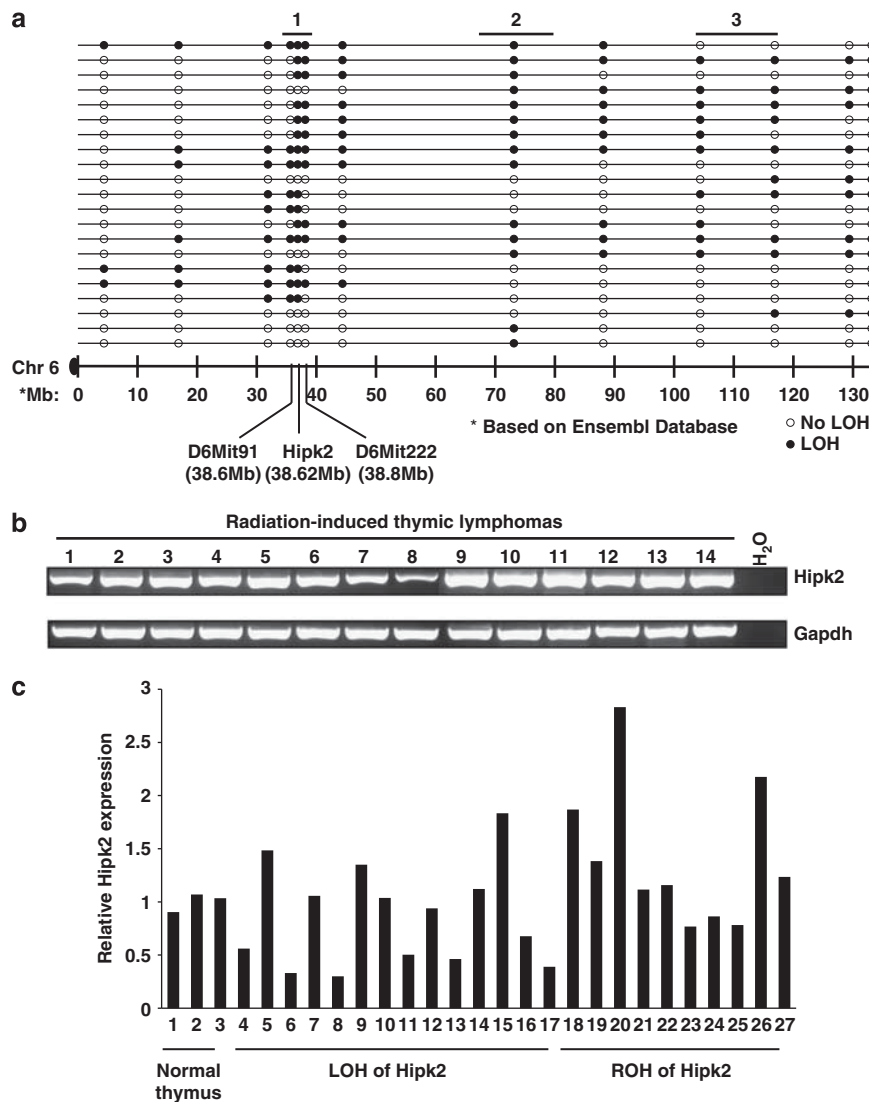 a
1 2 3
Chr 6
*Mb: 0 10 20 30 40 50 60 70 80 90 100 110 120 130
D6Mit91 Hipk2 D6Mit222
(38.6Mb) (38.62Mb) (38.8Mb)
* Based on Ensembl Database
No LOH
LOH
b
Radiation-induced thymic lymphomas
1 2 3 4 5 6 7 8 9 10 11 12 13 14 H2O
Hipk2
Gapdh
c
Relative Hipk2 expression
3
2.5
2
1.5
1
0.5
0
1 2 3 4 5 6 7 8 9 10 11 12 13 14 15 16 17 18 19 20 21 22 23 24 25 26 27
Normal
thymus
LOH of Hipk2
ROH of Hipk2